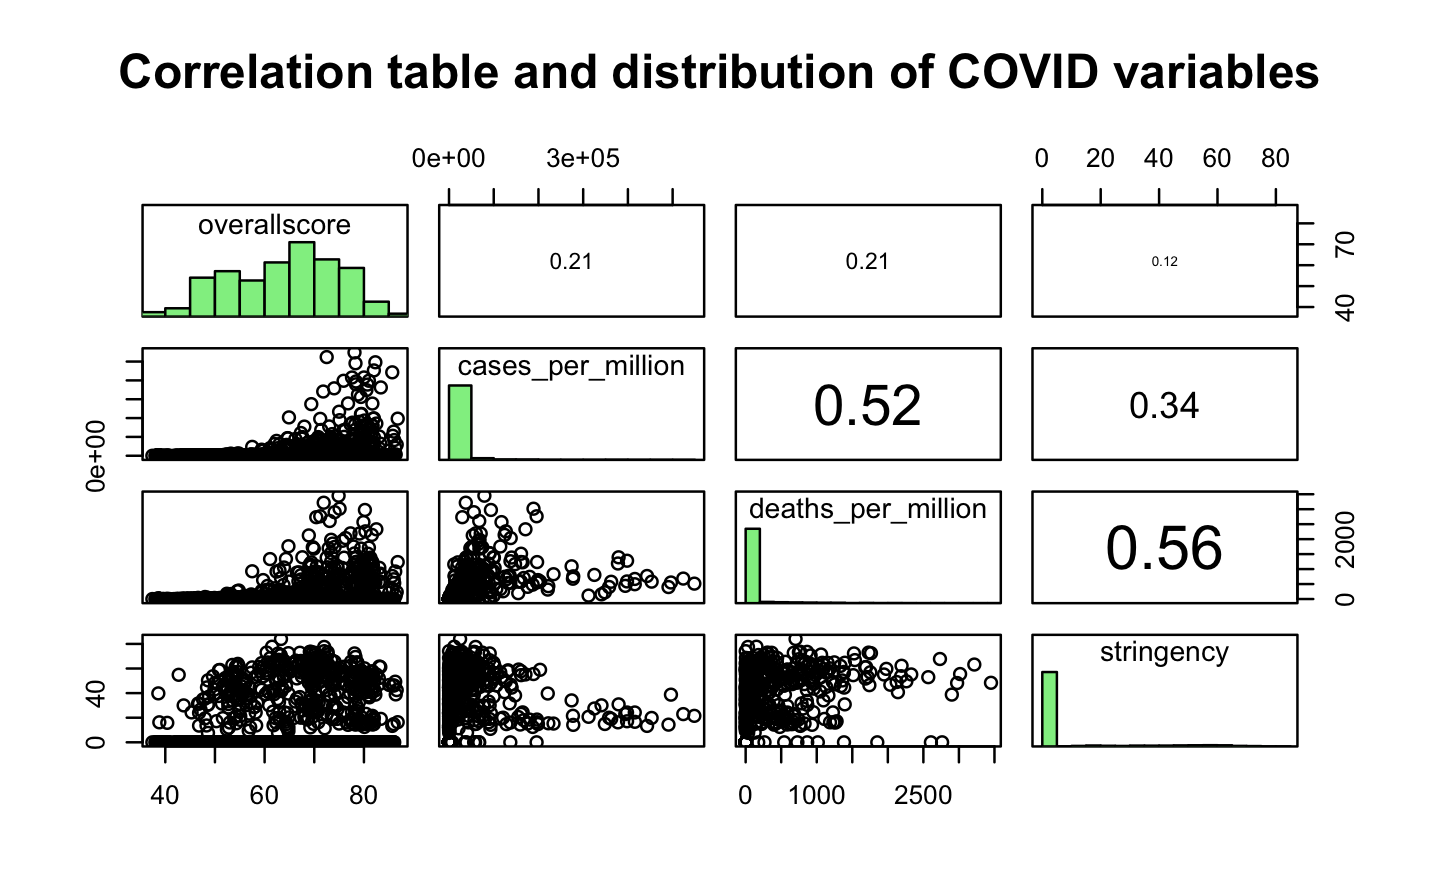 Correlation table and distribution of COVID variables
0e+00 3e+05 0 20 40 60 80
overallscore 0.21 0.21 0.12 40 70
0e+00 cases_per_million 0.52 0.34
deaths_per_million 0.56 0 2000
0 40 stringency
40 60 80 0 1000 2500